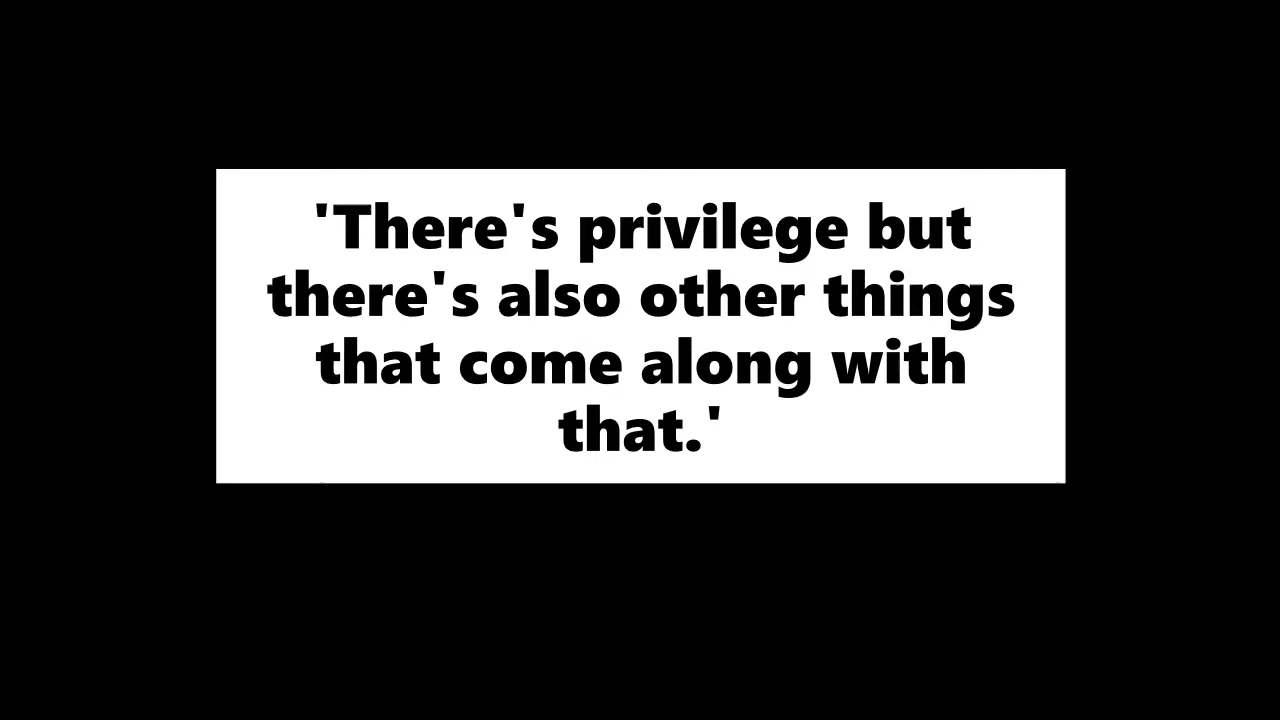 'There's privilege but
there's also other things
that come along with
that.'